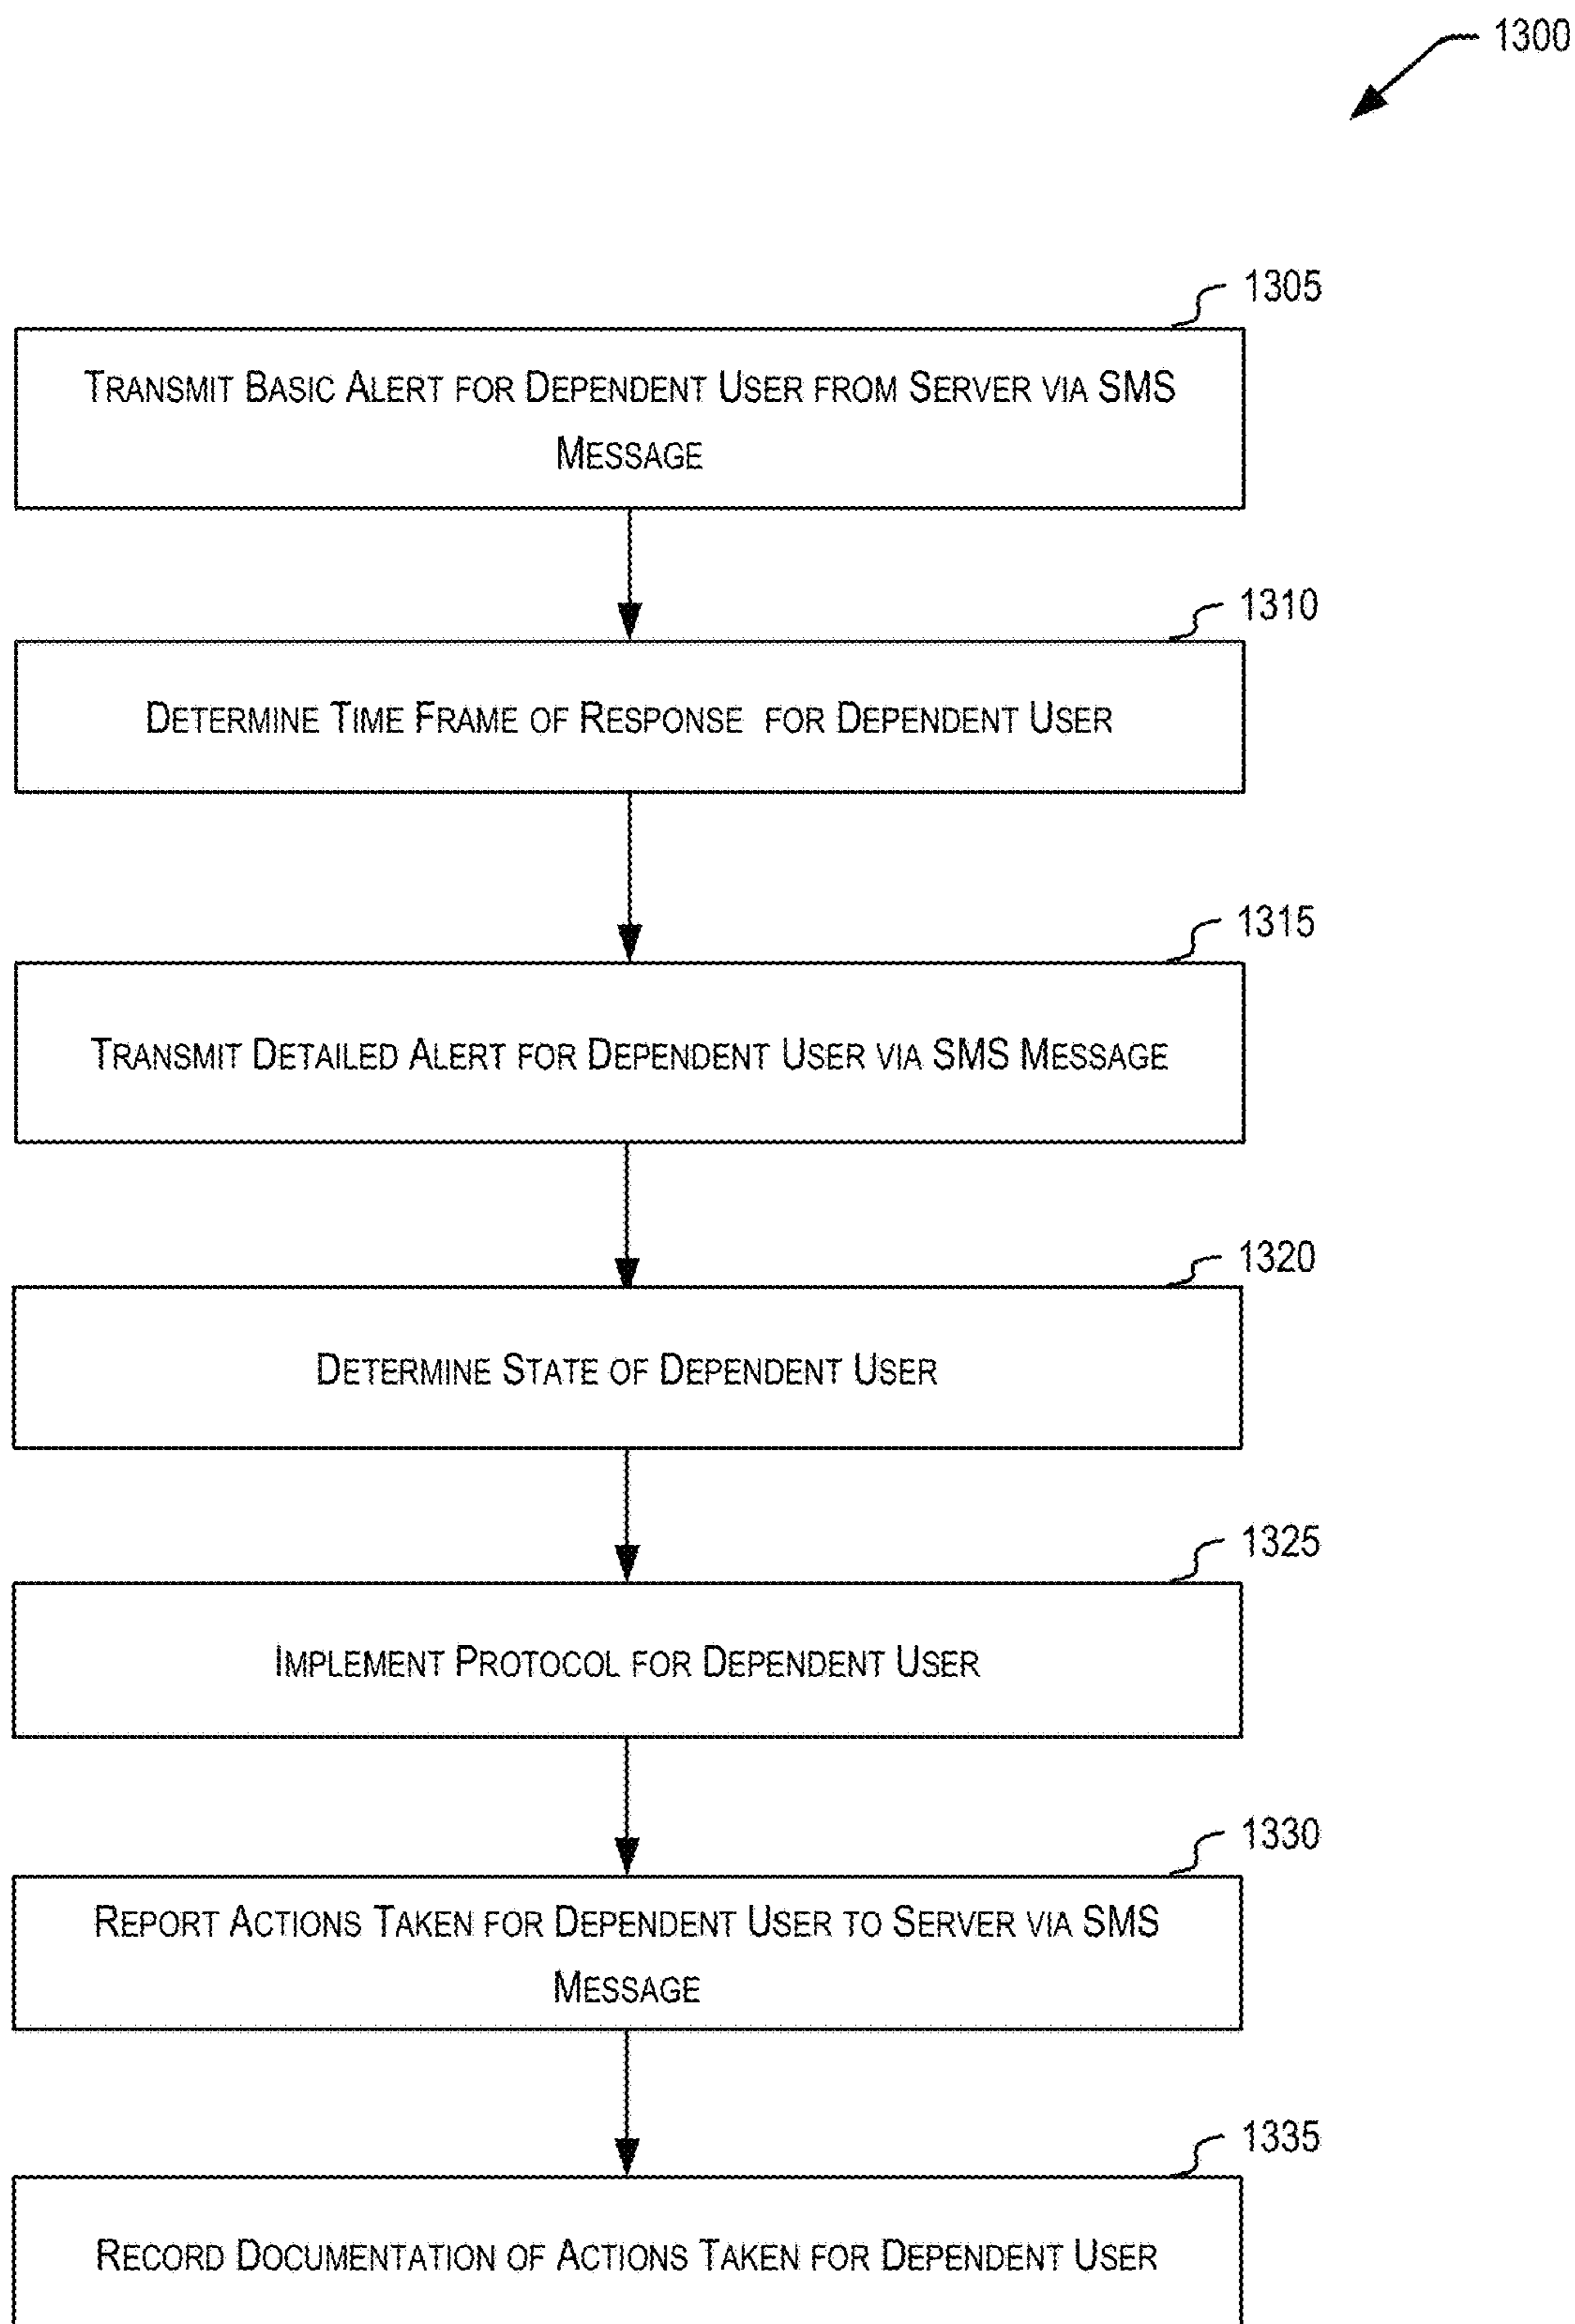 1300
1305
TRANSMIT BASIC ALERT FOR DEPENDENT USER FROM SERVER VIA SMS
MESSAGE
1310
DETERMINE TIME FRAME OF RESPONSE FOR DEPENDENT USER
1315
TRANSMIT DETAILED ALERT FOR DEPENDENT USER VIA SMS MESSAGE
1320
DETERMINE STATE OF DEPENDENT USER
1325
IMPLEMENT PROTOCOL FOR DEPENDENT USER
1330
REPORT ACTIONS TAKEN FOR DEPENDENT USER TO SERVER VIA SMS
MESSAGE
1335
RECORD DOCUMENTATION OF ACTIONS TAKEN FOR DEPENDENT USER